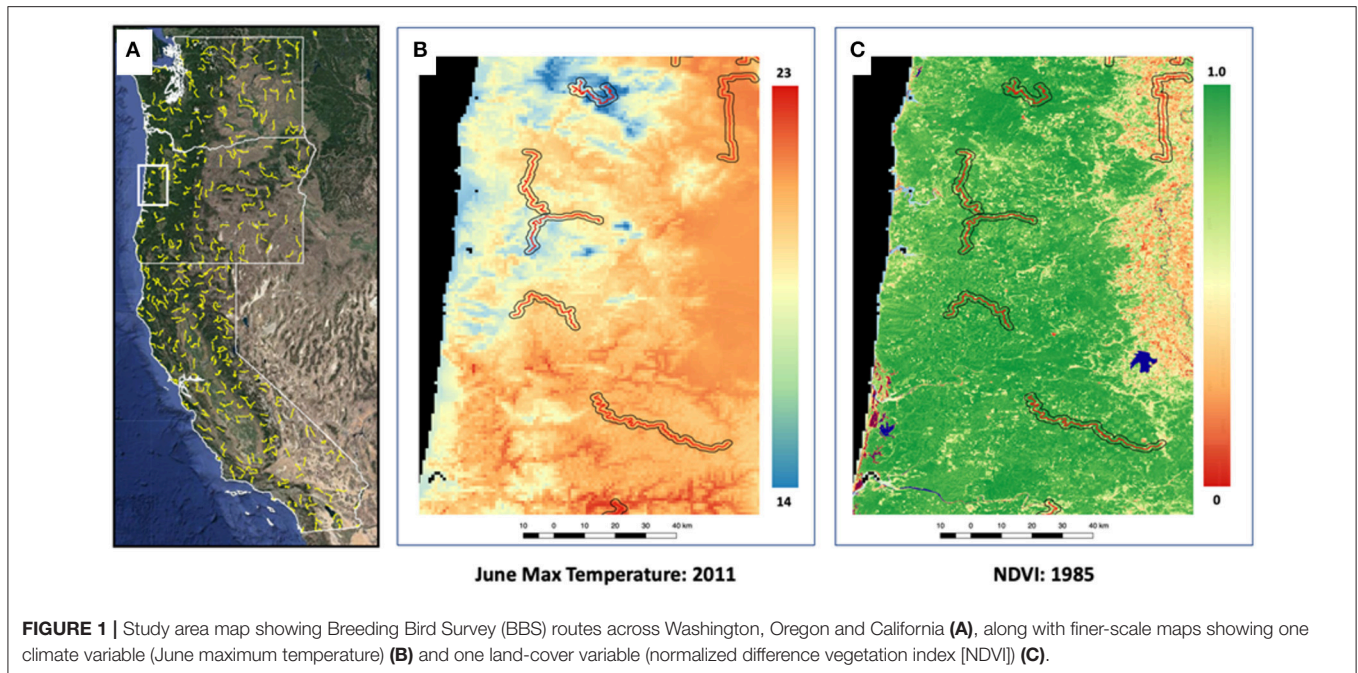 A
B
C
23
14
1.0
0
10 0 10 20 30 40 km
10 0 10 20 30 40 km
June Max Temperature: 2011
NDVI: 1985
FIGURE 1 | Study area map showing Breeding Bird Survey (BBS) routes across Washington, Oregon and California (A), along with finer-scale maps showing one
climate variable (June maximum temperature) (B) and one land-cover variable (normalized difference vegetation index [NDVI]) (C).